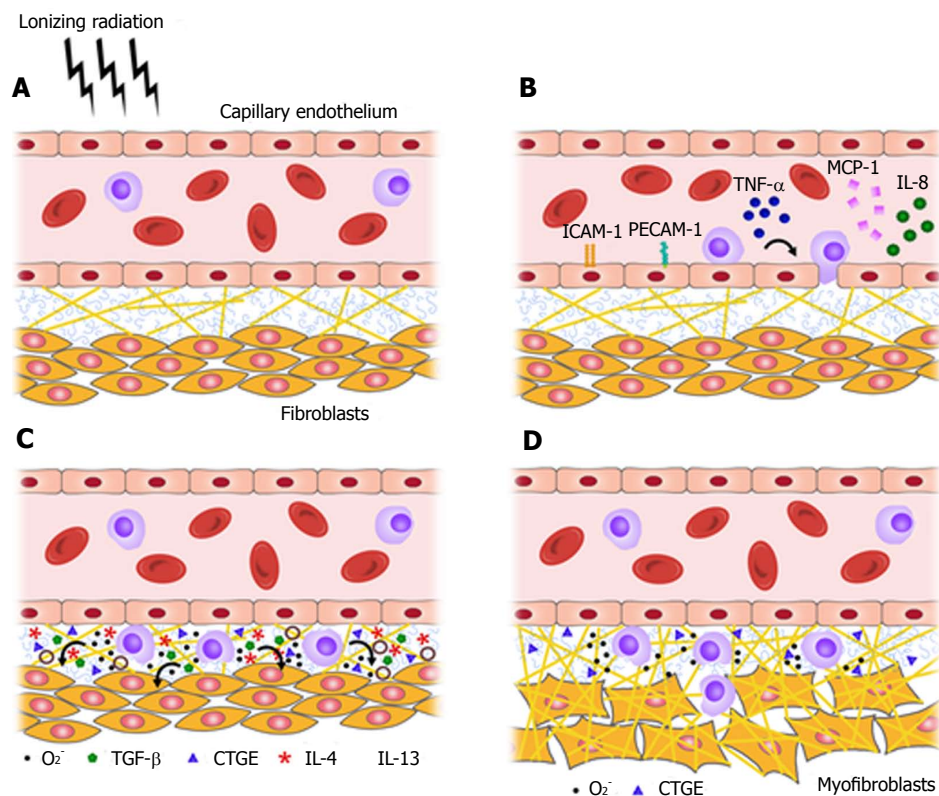 Ionizing radiation
A
Capillary endothelium
Fibroblasts
B
TNF-α
MCP-1
IL-8
ICAM-1 PECAM-1
C
O₂⁻ TGF-β CTGE IL-4 IL-13
D
O₂⁻ CTGE
Myofibroblasts